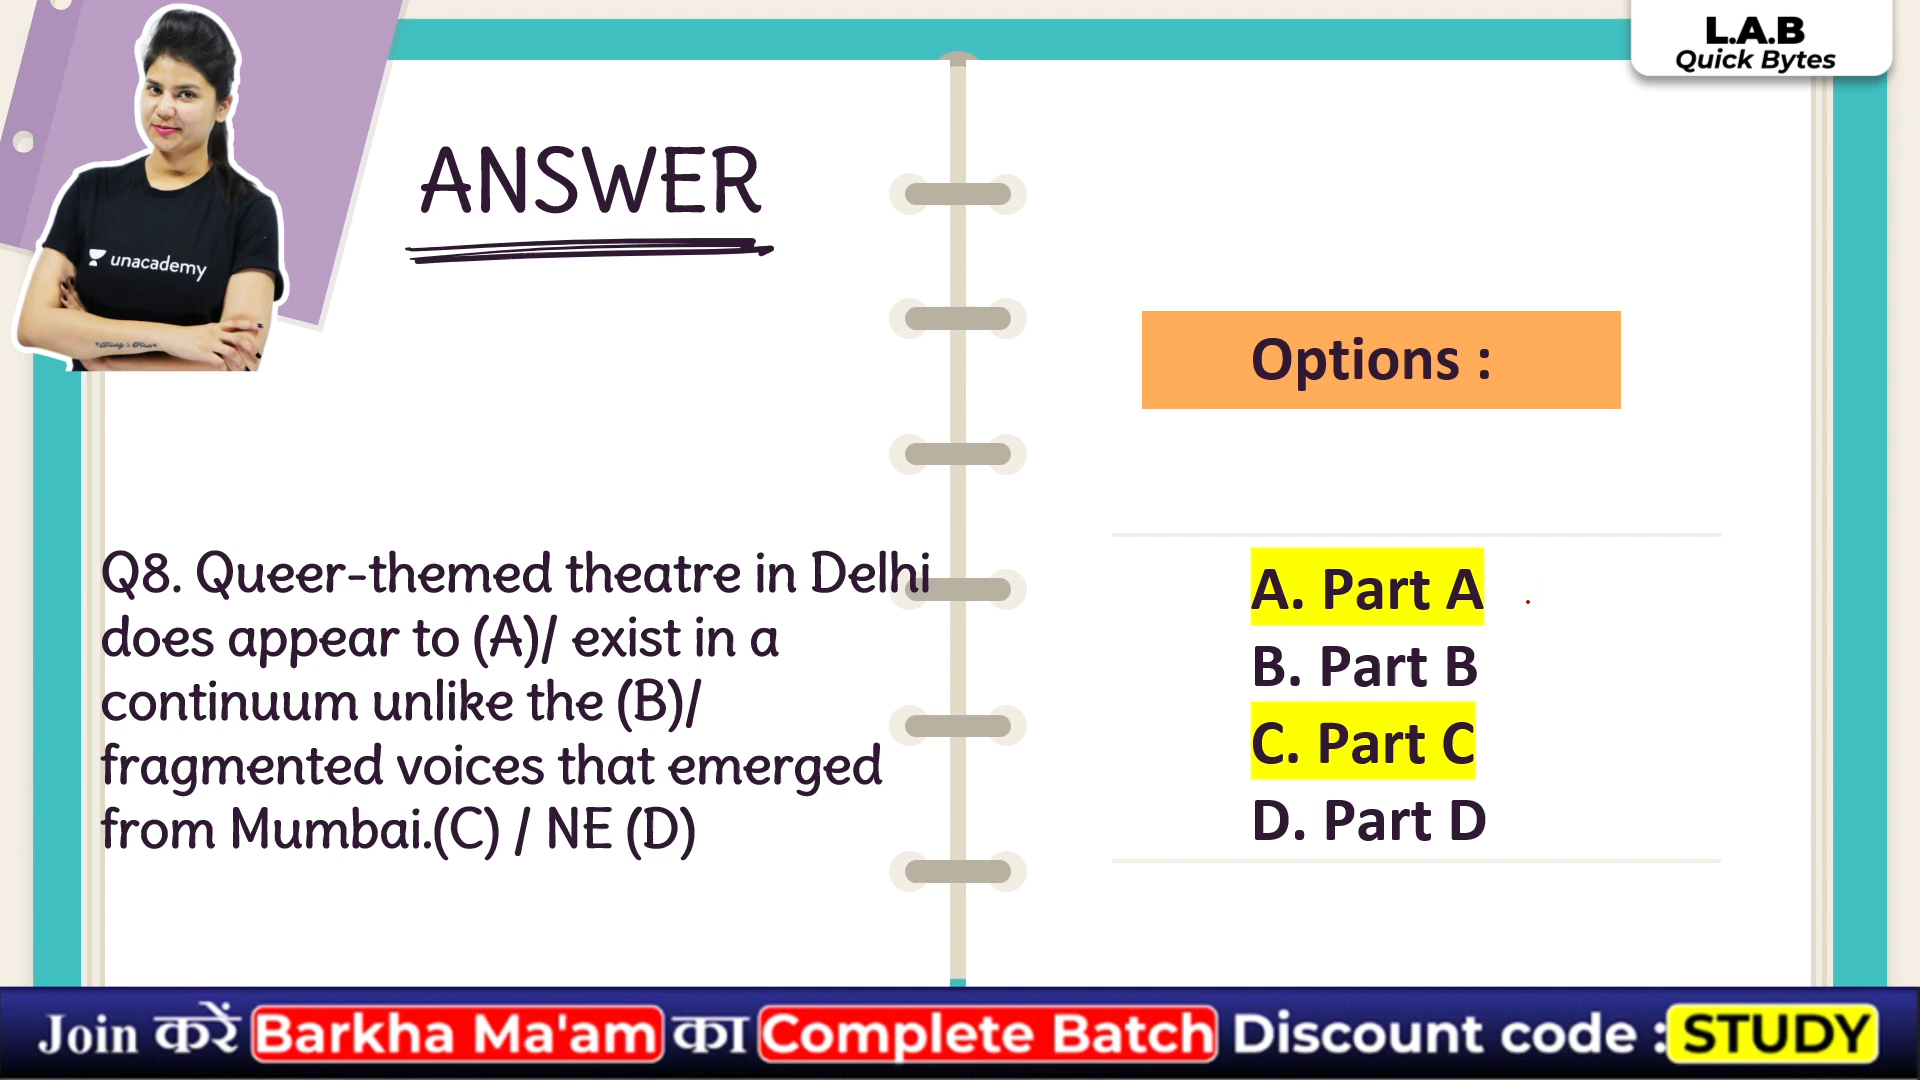 L.A.B
Quick Bytes
unacademy
ANSWER
Options :
Q8. Queer-themed theatre in Delhi
does appear to (A)/ exist in a
continuum unlike the (B)/
fragmented voices that emerged
from Mumbai.(C) / NE (D)
A. Part A
B. Part B
C. Part C
D. Part D
Join करें Barkha Ma'am का Complete Batch Discount code : STUDY